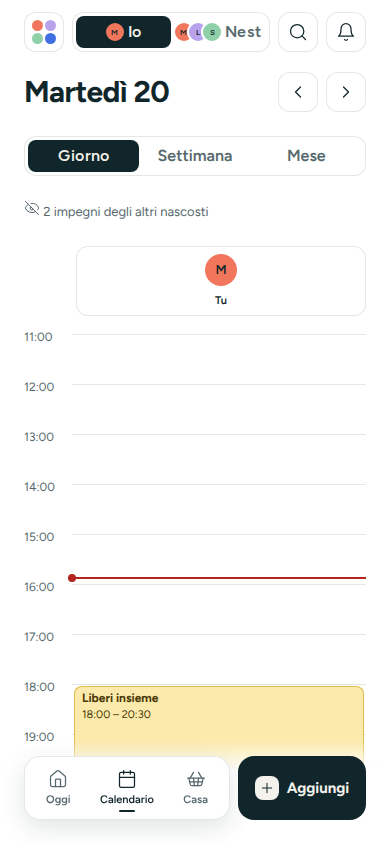 M Io M L S Nest
Martedì 20
Giorno Settimana Mese
2 impegni degli altri nascosti
M
Tu
11:00
12:00
13:00
14:00
15:00
16:00
17:00
18:00
Liberi insieme
18:00 – 20:30
19:00
Oggi Calendario Casa
Aggiungi